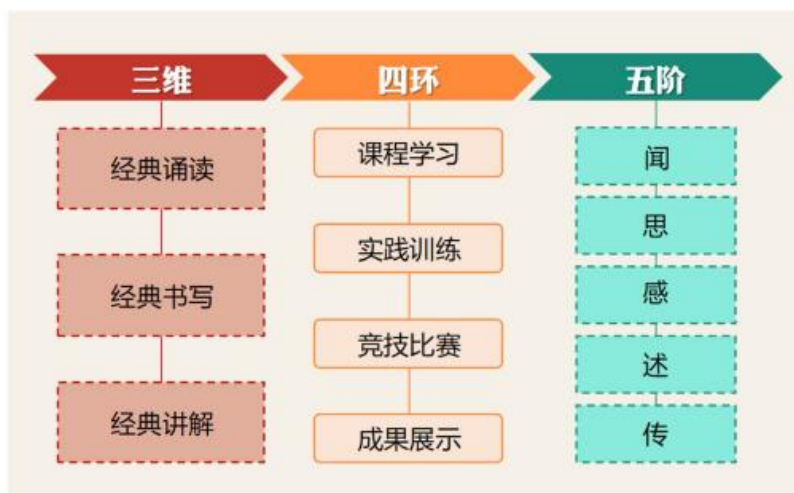 三维
经典诵读
经典书写
经典讲解
四环
课程学习
实践训练
竞技比赛
成果展示
五阶
闻
思
感
述
传